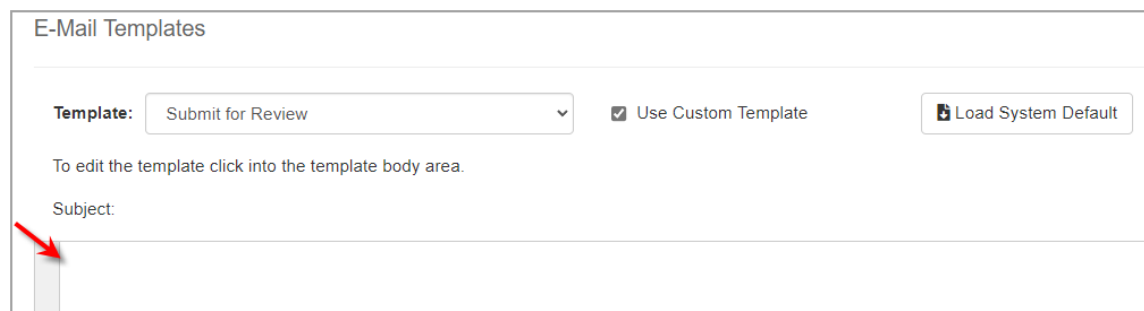 E-Mail Templates
Template: Submit for Review Use Custom Template Load System Default
To edit the template click into the template body area.
Subject: